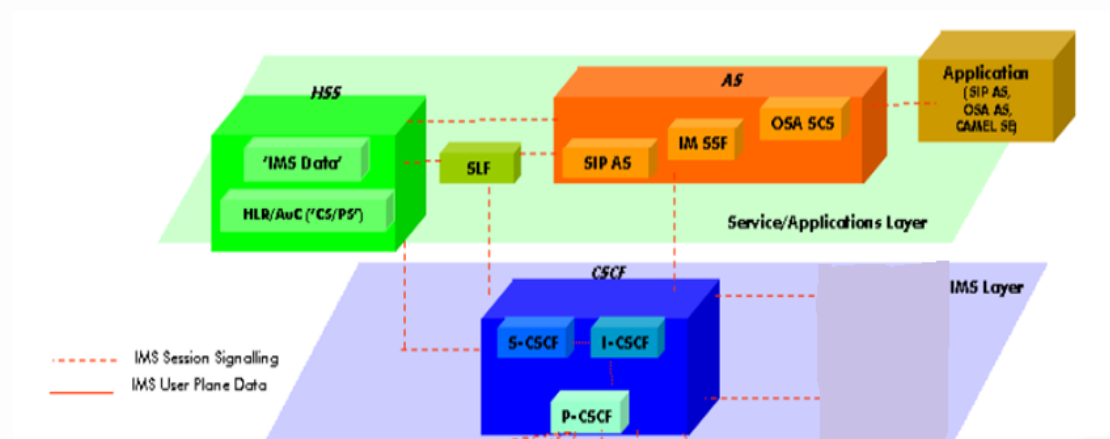 HSS
AS
Application
(SIP AS,
OSA AS,
CAMEL SE)
OSA SCS
IM SSF
'IMS Data'
SLF
SIP AS
HLR/AuC ('CS/PS')
Service/Applications Layer
CSCF
IMS Layer
S-CSCF
I-CSCF
IMS Session Signalling
IMS User Plane Data
P-CSCF